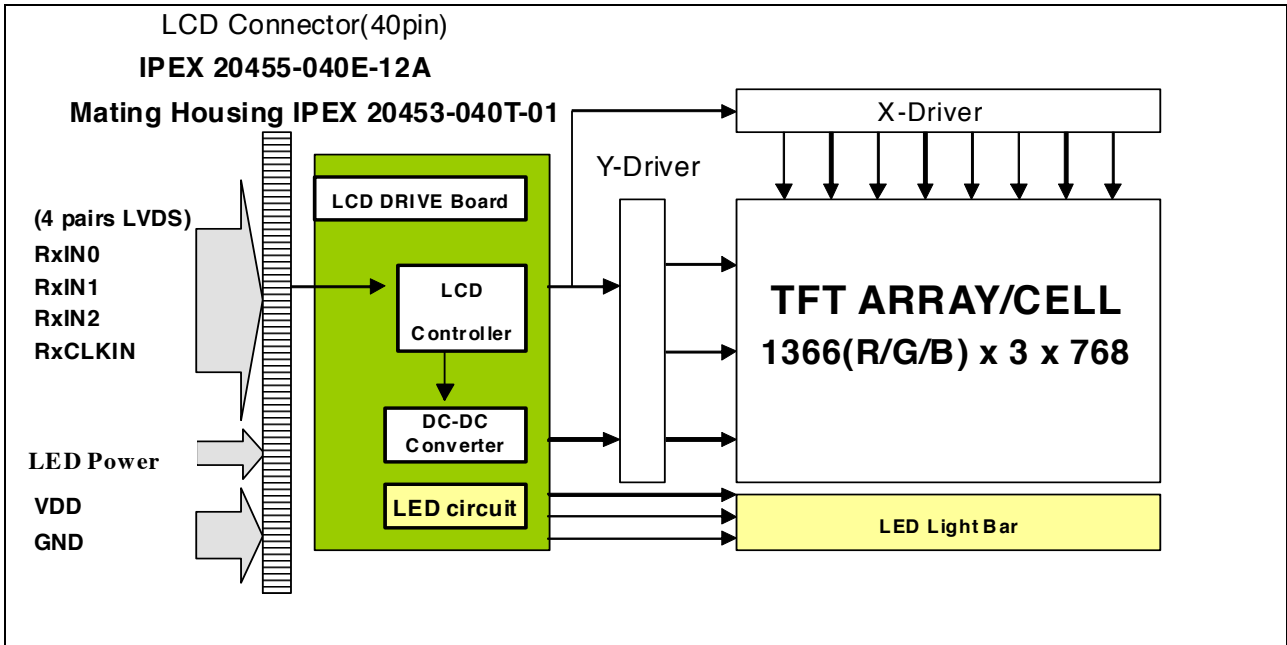 LCD Connector(40pin)
IPEX 20455-040E-12A
Mating Housing IPEX 20453-040T-01
X-Driver
Y-Driver
LCD DRIVE Board
(4 pairs LVDS)
RxIN0
RxIN1
RxIN2
RxCLKIN
LCD
Controller
TFT ARRAY/CELL
1366(R/G/B) x 3 x 768
DC-DC
Converter
LED Power
VDD
GND
LED circuit
LED Light Bar